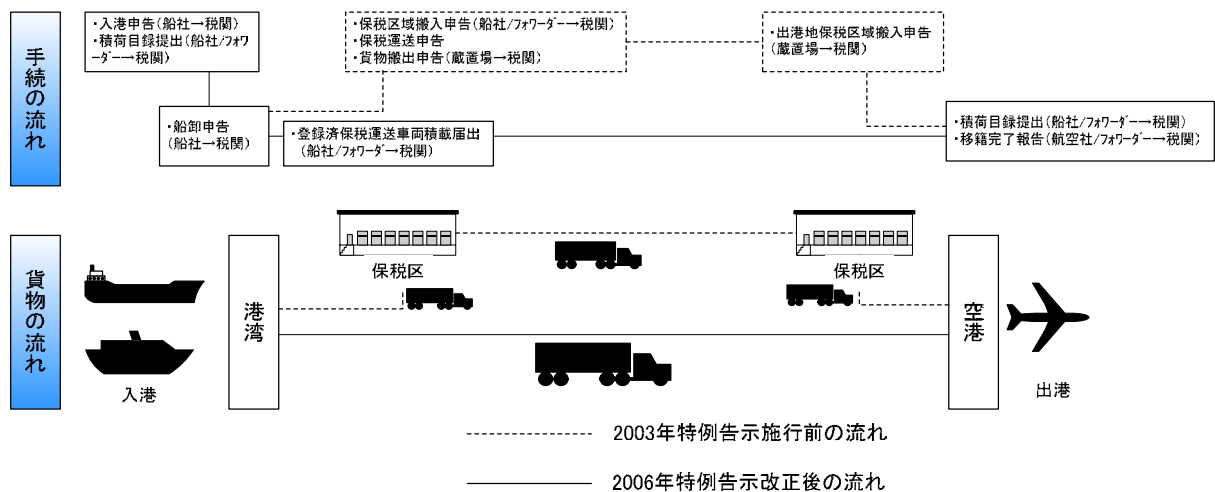 手続の流れ
・入港申告(船社→税関)
・積荷目録提出(船社/ﾌｫﾜ
ｰﾀﾞｰ→税関)
・船卸申告
(船社→税関)
・保税区域搬入申告(船社/ﾌｫﾜｰﾀﾞｰ→税関)
・保税運送申告
・貨物搬出申告(蔵置場→税関)
・登録済保税運送車両積載届出
(船社/ﾌｫﾜｰﾀﾞ→税関)
・出港地保税区域搬入申告
(蔵置場→税関)
・積荷目録提出(船社/ﾌｫﾜｰﾀﾞー→税関)
・移籍完了報告(航空社/ﾌｫﾜｰﾀﾞー→税関)
貨物の流れ
入港
港湾
保税区
保税区
空港
出港
2003年特例告示施行前の流れ
2006年特例告示改正後の流れ